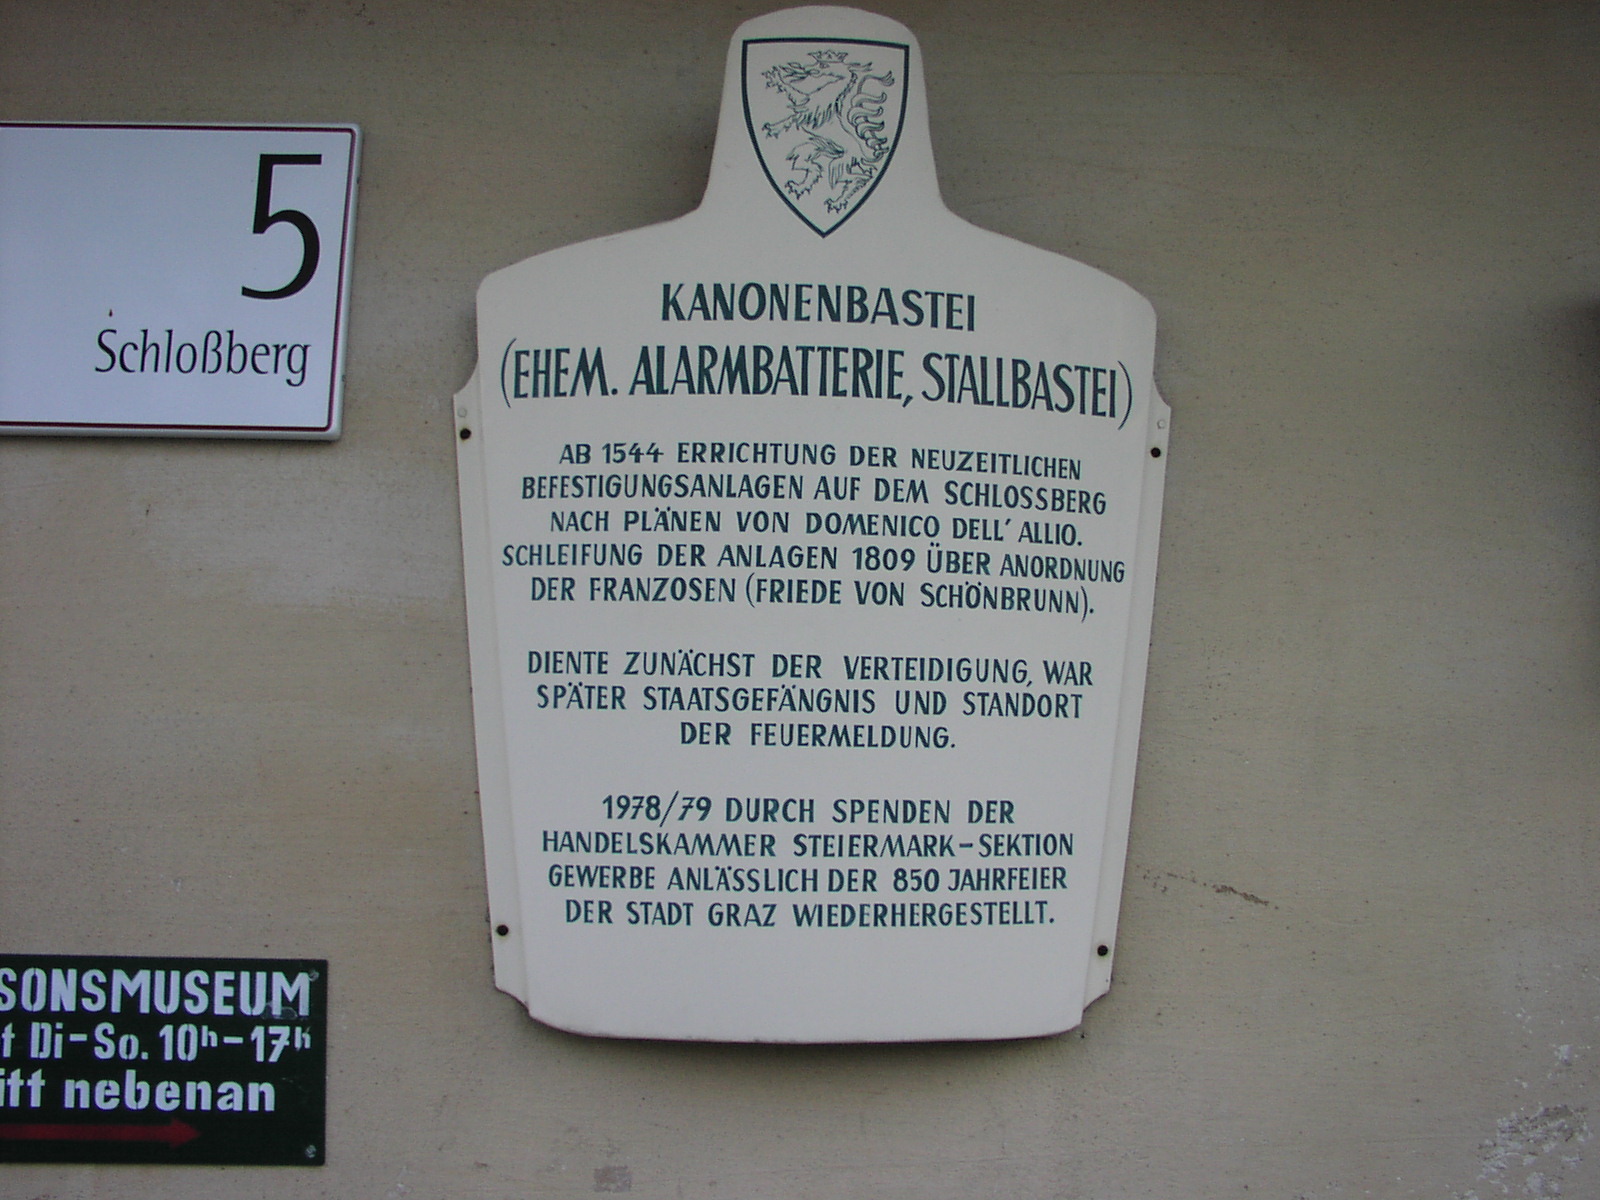 5
Schloßberg
KANONENBASTEI
(EHEM. ALARMBATTERIE, STALLBASTEI)
AB 1544 ERRICHTUNG DER NEUZEITLICHEN
BEFESTIGUNGSANLAGEN AUF DEM SCHLOSSBERG
NACH PLÄNEN VON DOMENICO DELL' ALLIO.
SCHLEIFUNG DER ANLAGEN 1809 ÜBER ANORDNUNG
DER FRANZOSEN (FRIEDE VON SCHÖNBRUNN).
DIENTE ZUNÄCHST DER VERTEIDIGUNG, WAR
SPÄTER STAATSGEFÄNGNIS UND STANDORT
DER FEUERMELDUNG.
1978/79 DURCH SPENDEN DER
HANDELSKAMMER STEIERMARK-SEKTION
GEWERBE ANLÄSSLICH DER 850 JAHRFEIER
DER STADT GRAZ WIEDERHERGESTELLT.
SONSMUSEUM
t Di-So. 10h-17h
itt nebenan